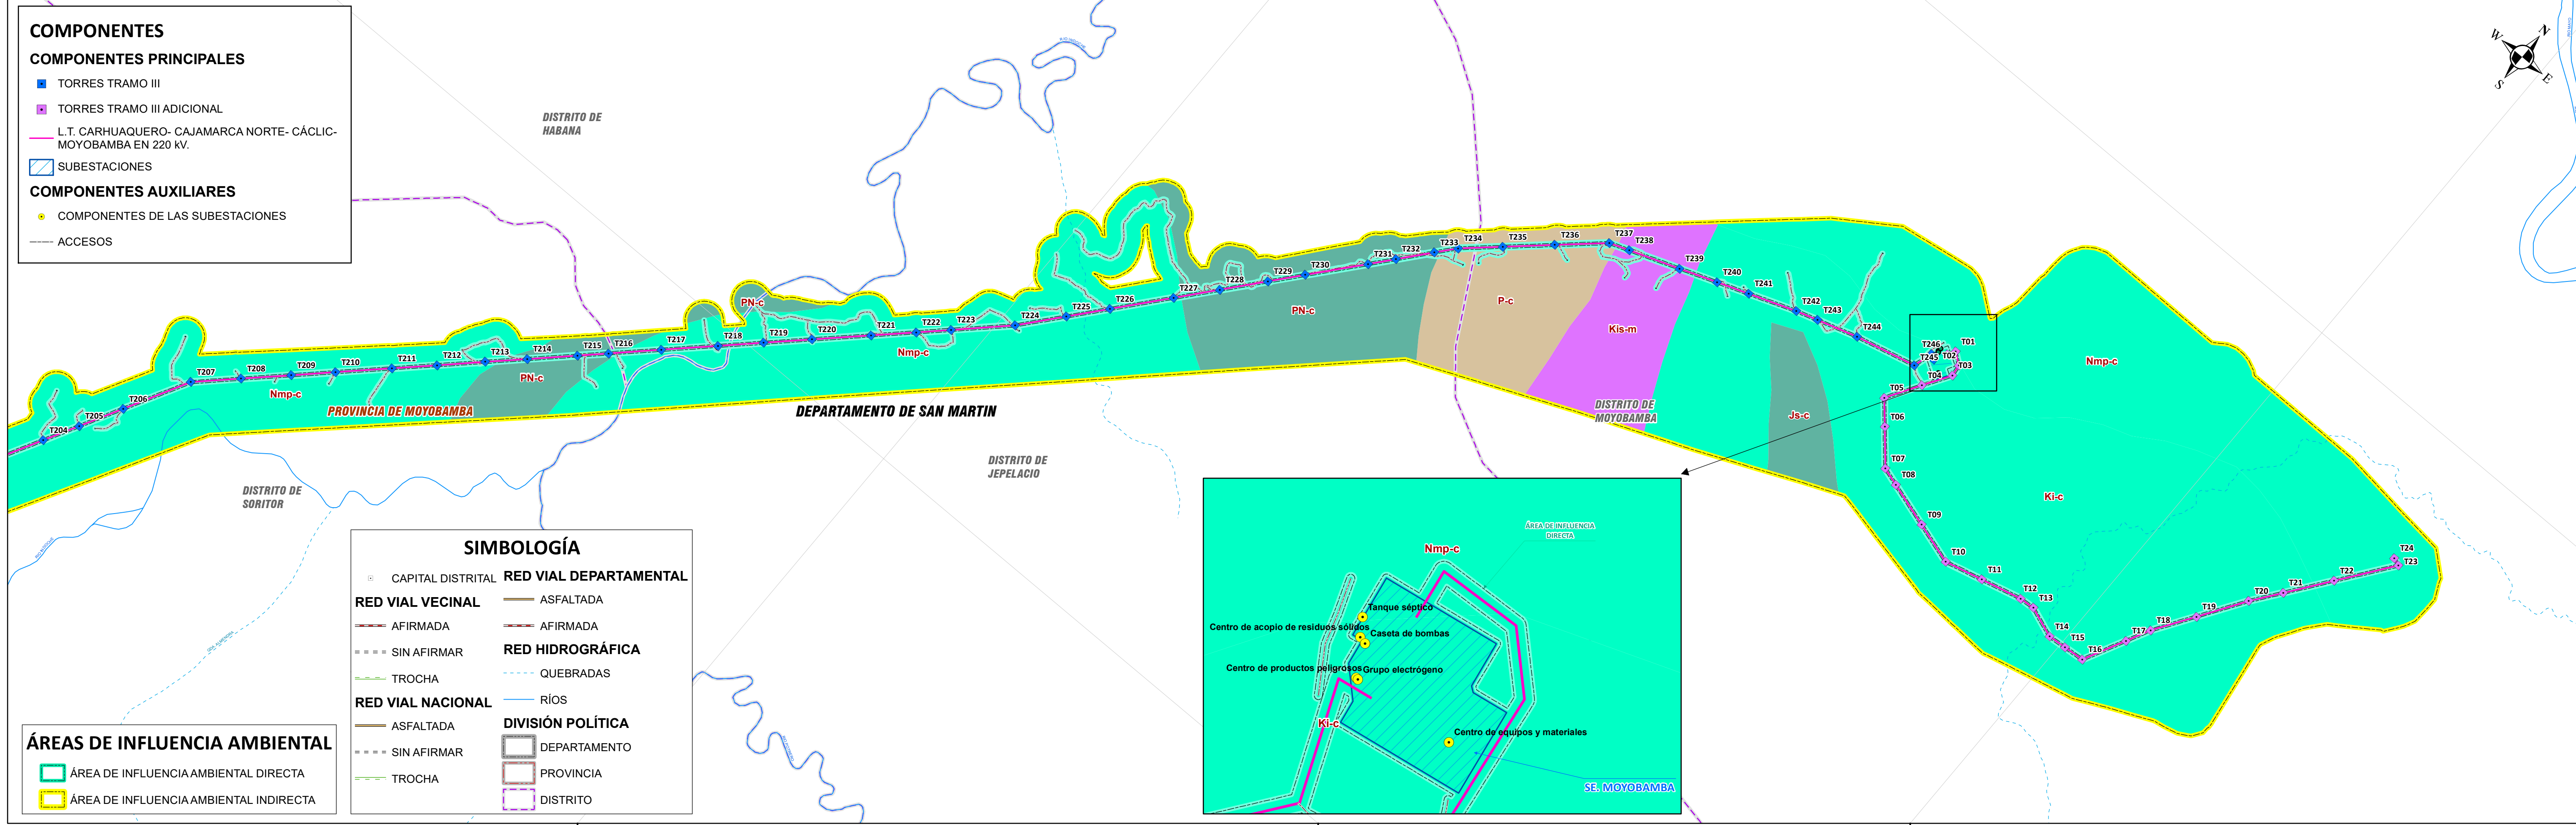 COMPONENTES
COMPONENTES PRINCIPALES
TORRES TRAMO III
TORRES TRAMO III ADICIONAL
L.T. CARHUAQUERO- CAJAMARCA NORTE- CÁCLIC-
MOYOBAMBA EN 220 kV.
SUBESTACIONES
COMPONENTES AUXILIARES
COMPONENTES DE LAS SUBESTACIONES
ACCESOS
DISTRITO DE
HABANA
N
W
E
S
T204
T205
T206
T207
T208
T209
T210
T211
T212
T213
T214
T215
T216
T217
T218
T219
T220
T221
T222
T223
T224
T225
T226
T227
T228
T229
T230
T231
T232
T233
T234
T235
T236
T237
T238
T239
T240
T241
T242
T243
T244
T245
T246
T01
T02
T03
T04
T05
T06
T07
T08
T09
T10
T11
T12
T13
T14
T15
T16
T17
T18
T19
T20
T21
T22
T23
T24
Nmp-c
PN-c
PN-c
Nmp-c
PN-c
P-c
Kis-m
Js-c
Nmp-c
Ki-c
PROVINCIA DE MOYOBAMBA
DEPARTAMENTO DE SAN MARTIN
DISTRITO DE
MOYOBAMBA
DISTRITO DE
JEPELACIO
DISTRITO DE
SORITOR
ÁREA DE INFLUENCIA
DIRECTA
Nmp-c
Tanque séptico
Centro de acopio de residuos sólidos
Caseta de bombas
Centro de productos peligrosos
Grupo electrógeno
Ki-c
Centro de equipos y materiales
SE. MOYOBAMBA
SIMBOLOGÍA
CAPITAL DISTRITAL
RED VIAL VECINAL
AFIRMADA
SIN AFIRMAR
TROCHA
RED VIAL NACIONAL
ASFALTADA
SIN AFIRMAR
TROCHA
RED VIAL DEPARTAMENTAL
ASFALTADA
AFIRMADA
RED HIDROGRÁFICA
QUEBRADAS
RÍOS
DIVISIÓN POLÍTICA
DEPARTAMENTO
PROVINCIA
DISTRITO
ÁREAS DE INFLUENCIA AMBIENTAL
ÁREA DE INFLUENCIA AMBIENTAL DIRECTA
ÁREA DE INFLUENCIA AMBIENTAL INDIRECTA